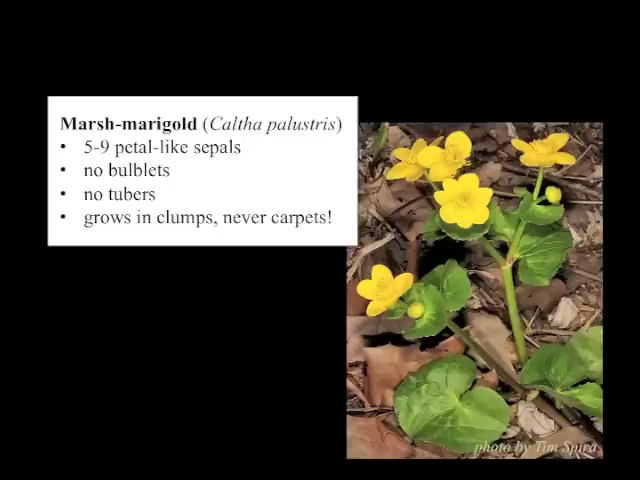 Marsh-marigold (Caltha palustris)
• 5-9 petal-like sepals
• no bulblets
• no tubers
• grows in clumps, never carpets!
photo by Tim Spira